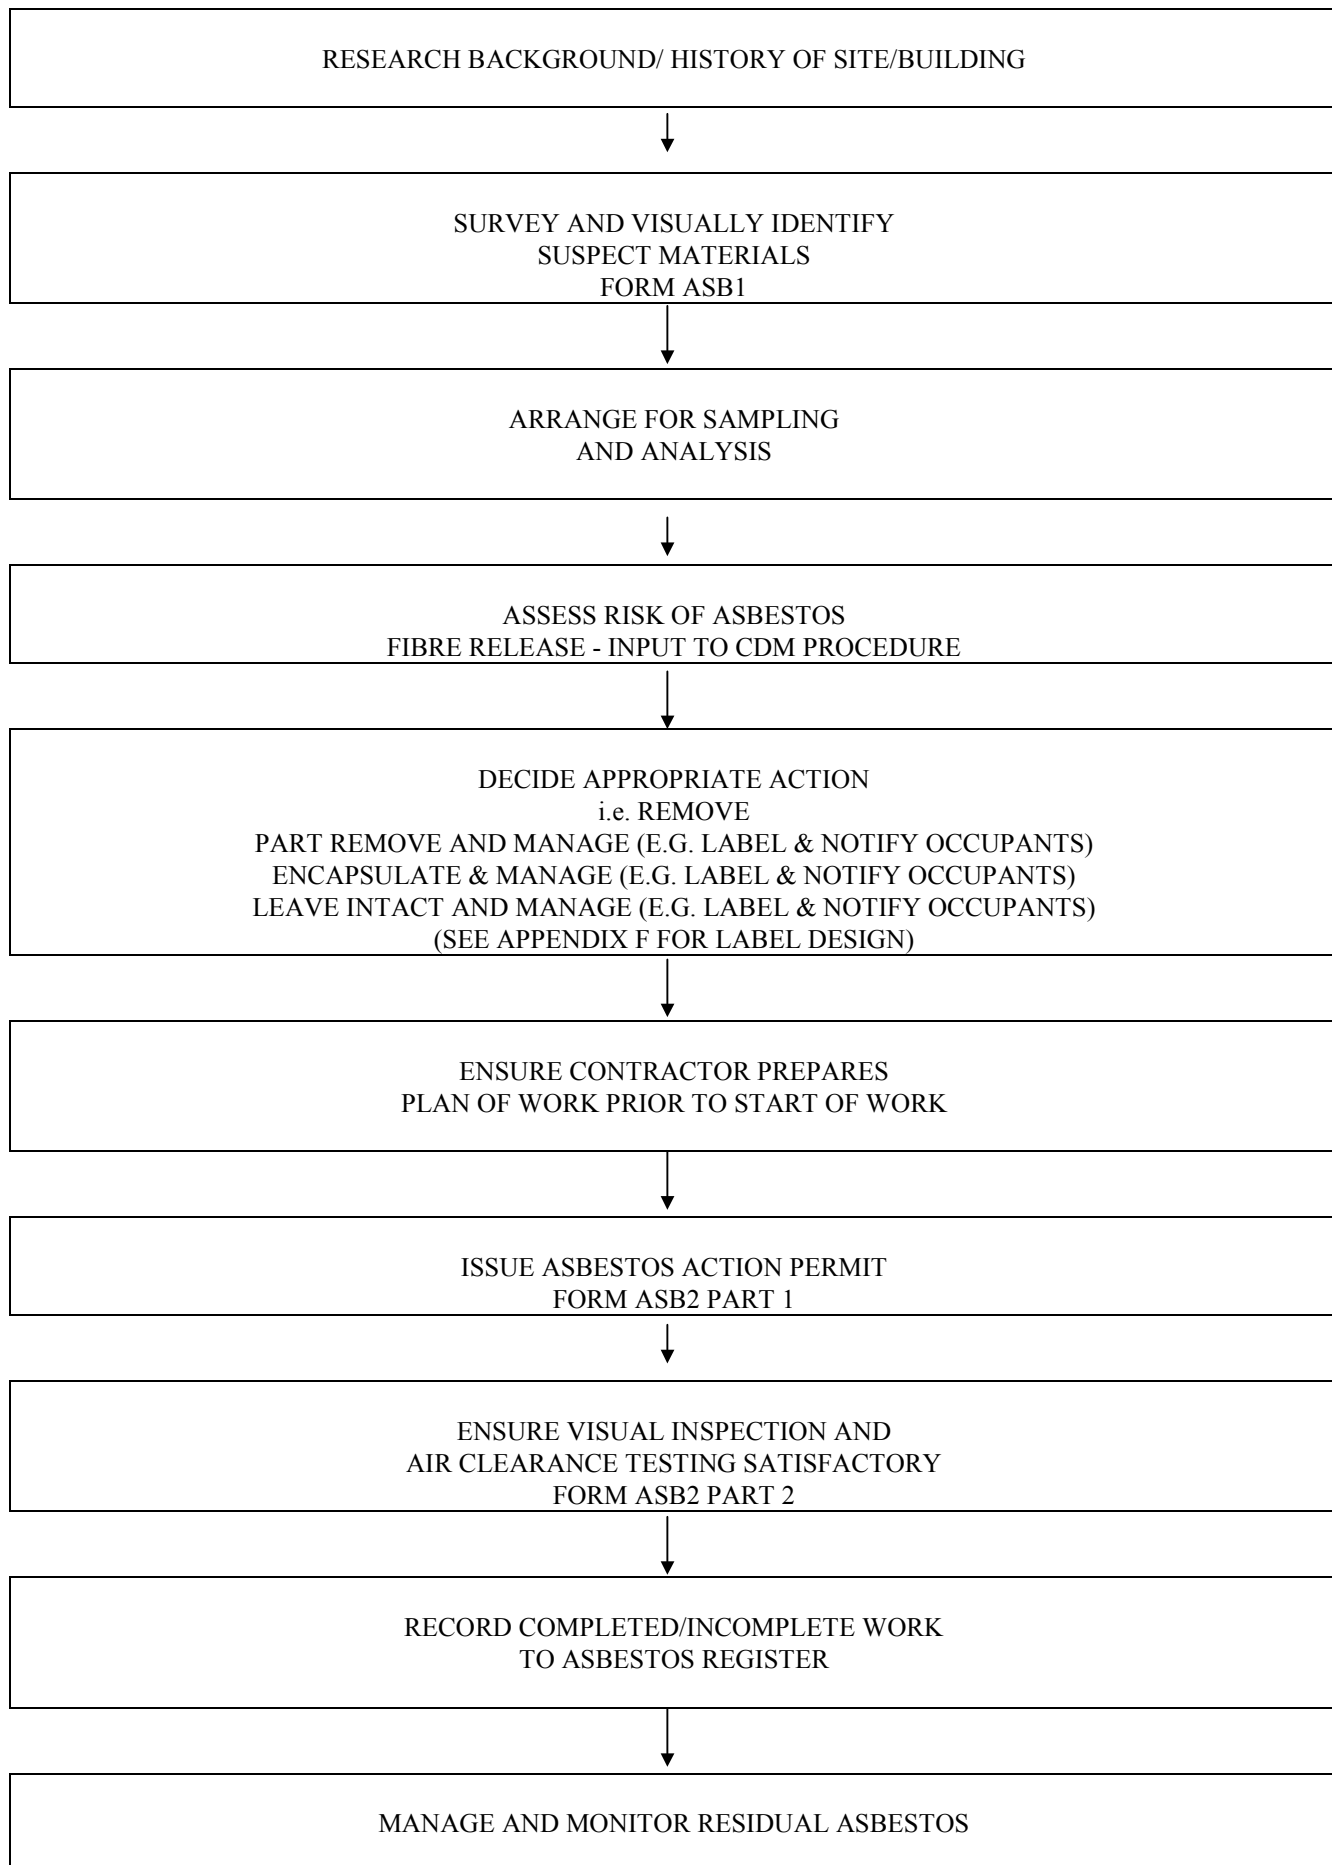 RESEARCH BACKGROUND/ HISTORY OF SITE/BUILDING
SURVEY AND VISUALLY IDENTIFY
SUSPECT MATERIALS
FORM ASB1
ARRANGE FOR SAMPLING
AND ANALYSIS
ASSESS RISK OF ASBESTOS
FIBRE RELEASE - INPUT TO CDM PROCEDURE
DECIDE APPROPRIATE ACTION
i.e. REMOVE
PART REMOVE AND MANAGE (E.G. LABEL & NOTIFY OCCUPANTS)
ENCAPSULATE & MANAGE (E.G. LABEL & NOTIFY OCCUPANTS)
LEAVE INTACT AND MANAGE (E.G. LABEL & NOTIFY OCCUPANTS)
(SEE APPENDIX F FOR LABEL DESIGN)
ENSURE CONTRACTOR PREPARES
PLAN OF WORK PRIOR TO START OF WORK
ISSUE ASBESTOS ACTION PERMIT
FORM ASB2 PART 1
ENSURE VISUAL INSPECTION AND
AIR CLEARANCE TESTING SATISFACTORY
FORM ASB2 PART 2
RECORD COMPLETED/INCOMPLETE WORK
TO ASBESTOS REGISTER
MANAGE AND MONITOR RESIDUAL ASBESTOS